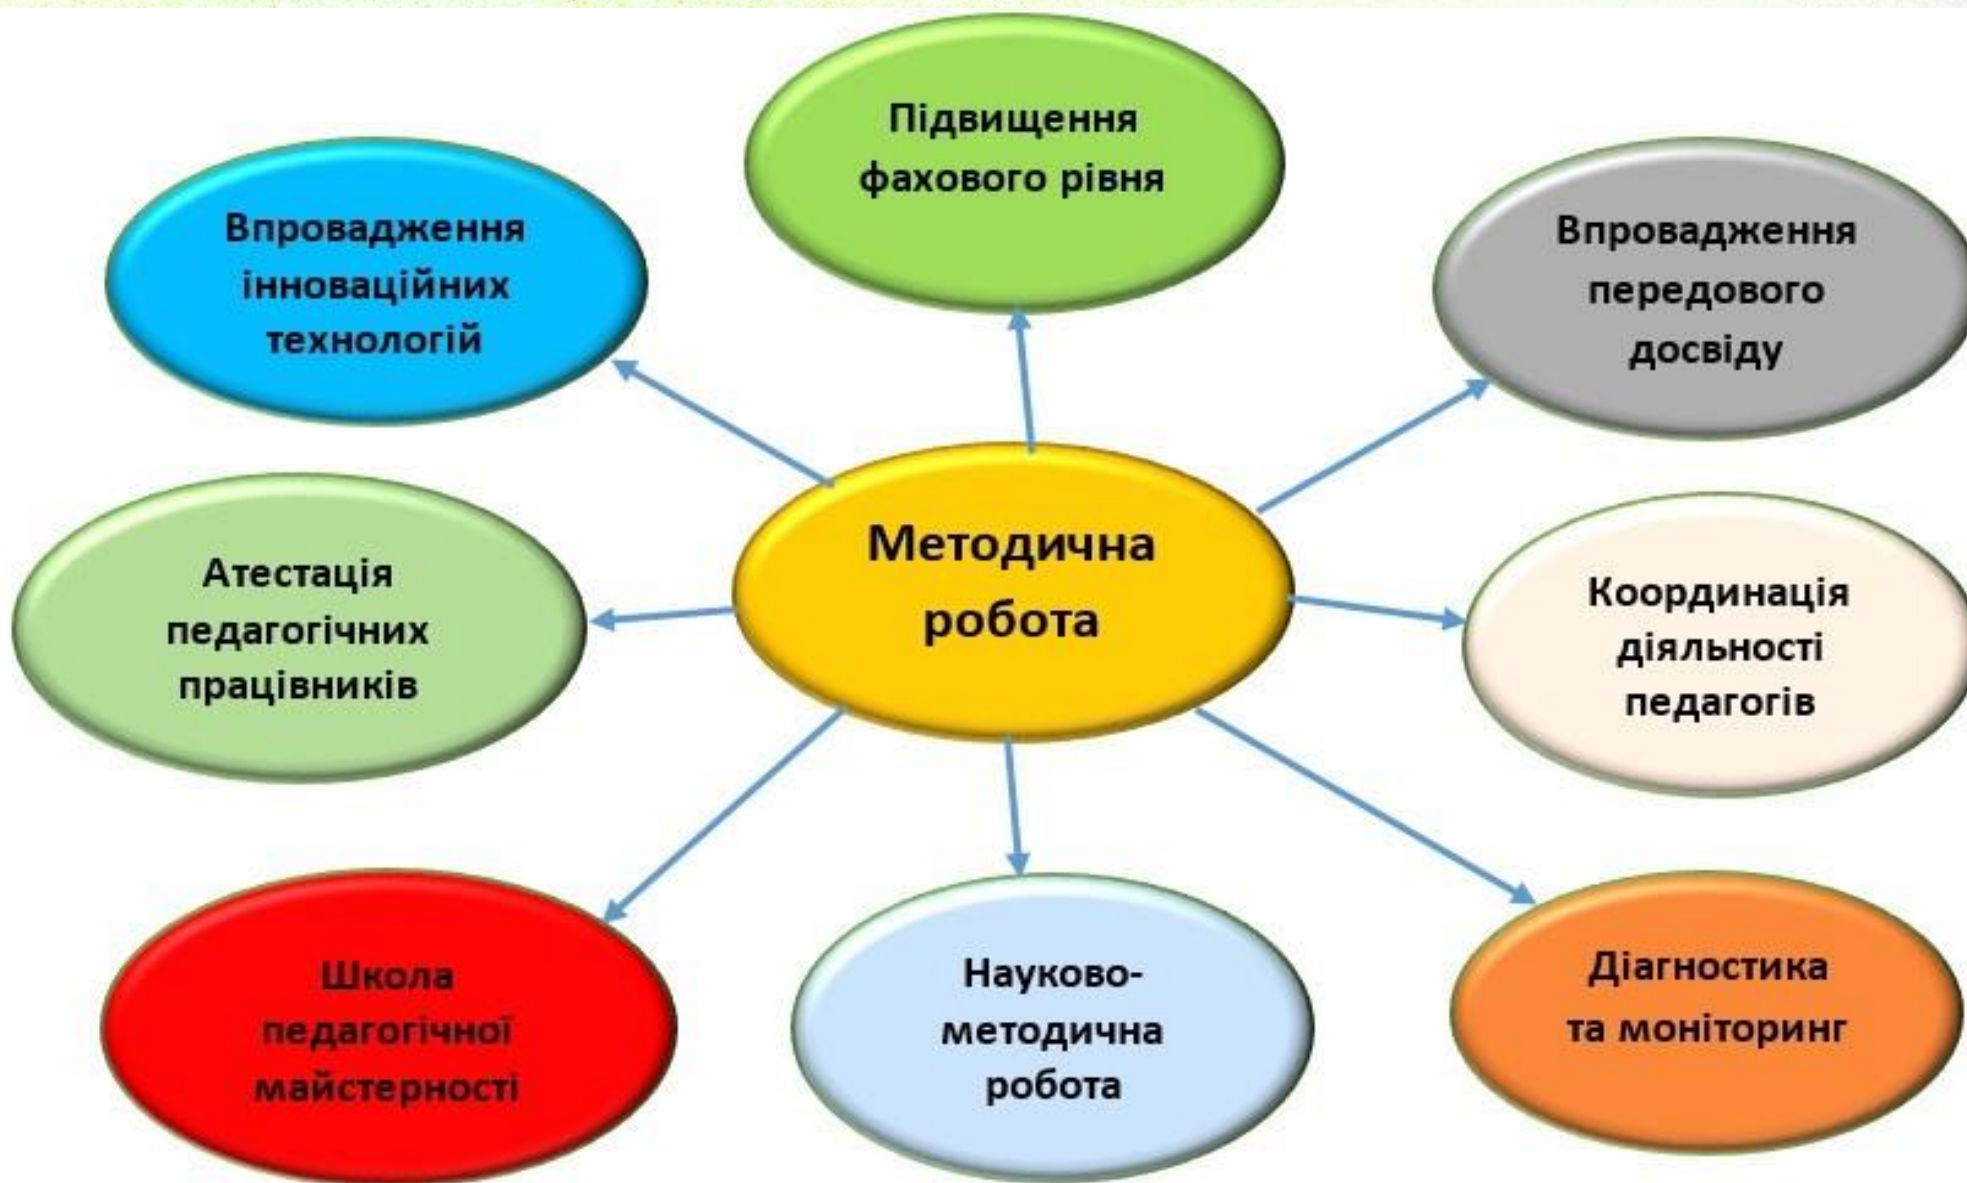 Підвищення
фахового рівня
Впровадження
інноваційних
технологій
Впровадження
передового
досвіду
Методична
робота
Атестація
педагогічних
працівників
Координація
діяльності
педагогів
Школа
педагогічної
майстерності
Науково-
методична
робота
Діагностика
та моніторинг